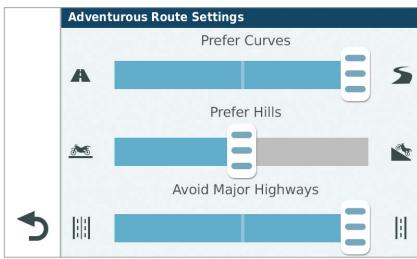 Adventurous Route Settings
Prefer Curves
Prefer Hills
Avoid Major Highways